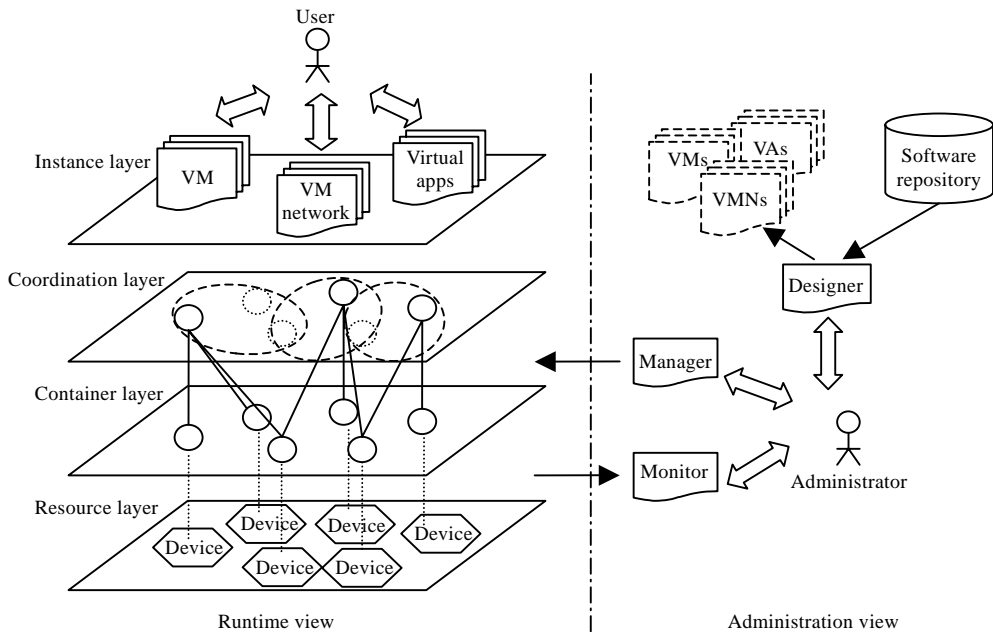 User
Instance layer
VM
VM
network
Virtual
apps
VMs
VAs
VMNs
Software
repository
Coordination layer
Designer
Manager
Container layer
Monitor
Administrator
Resource layer
Device
Device
Device
Device
Device
Device
Runtime view
Administration view